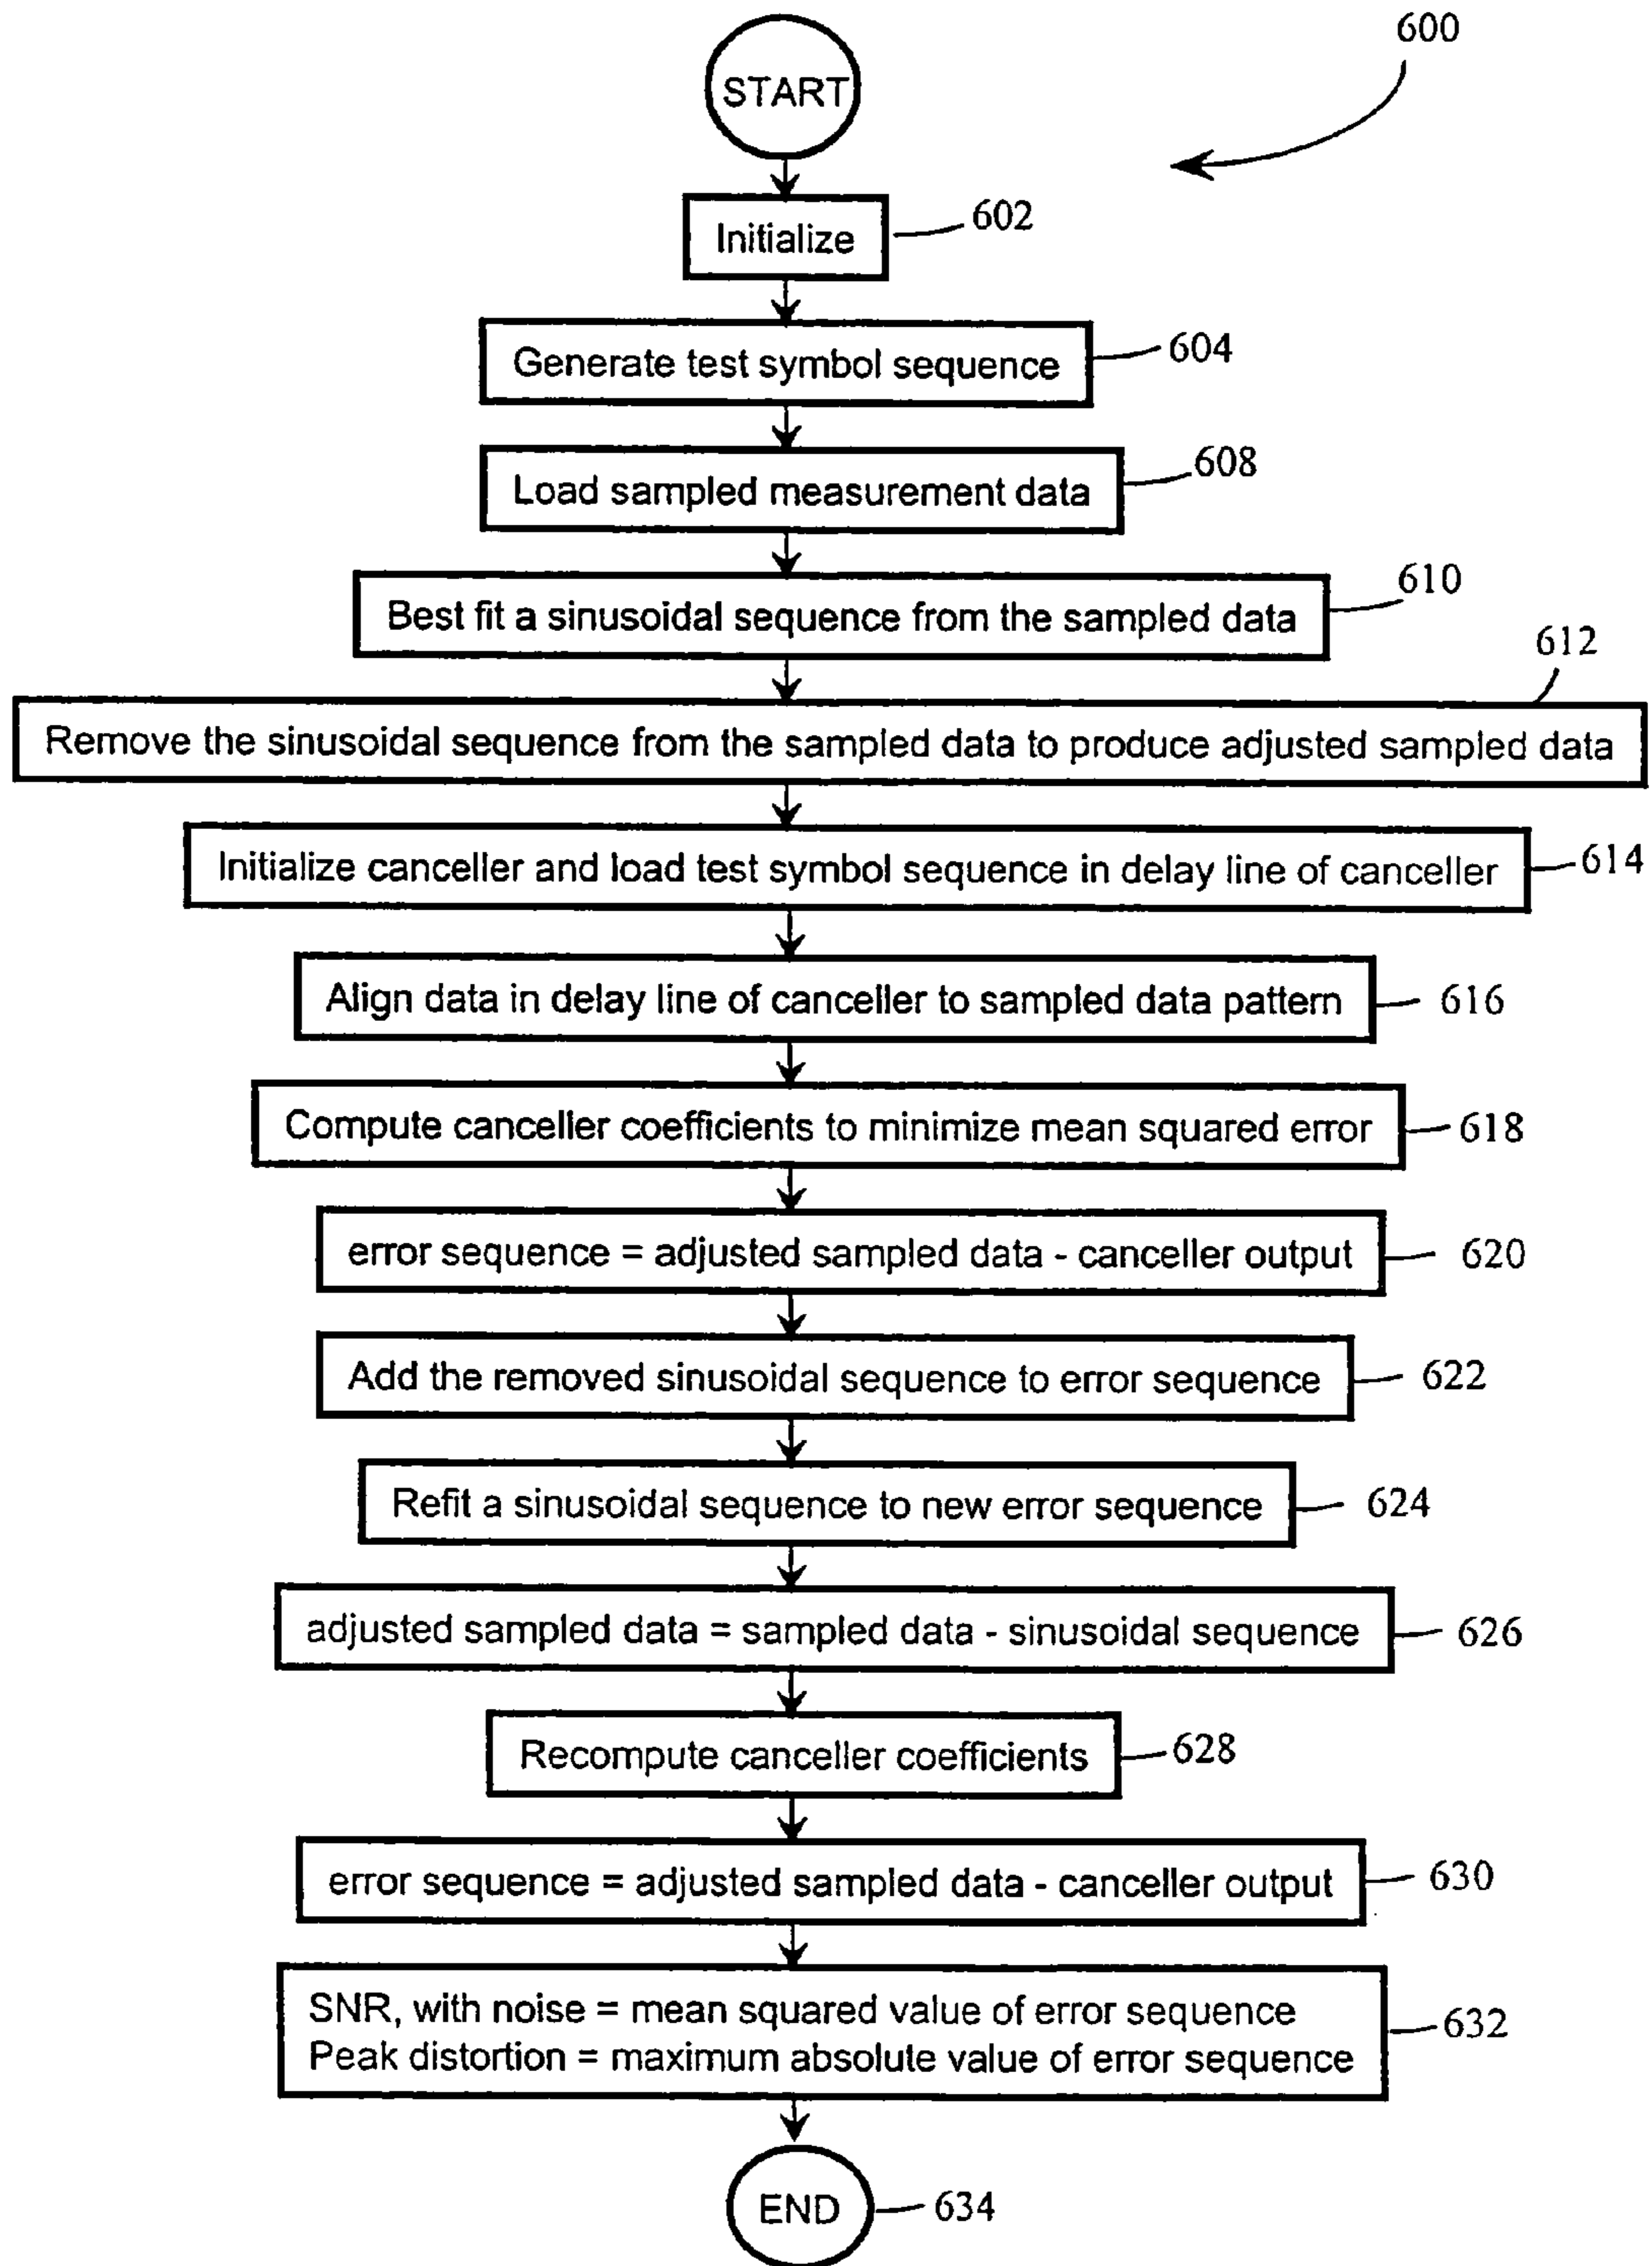 600
START
Initialize
602
Generate test symbol sequence
604
Load sampled measurement data
608
Best fit a sinusoidal sequence from the sampled data
610
Remove the sinusoidal sequence from the sampled data to produce adjusted sampled data
612
Initialize canceller and load test symbol sequence in delay line of canceller
614
Align data in delay line of canceller to sampled data pattern
616
Compute canceller coefficients to minimize mean squared error
618
error sequence = adjusted sampled data - canceller output
620
Add the removed sinusoidal sequence to error sequence
622
Refit a sinusoidal sequence to new error sequence
624
adjusted sampled data = sampled data - sinusoidal sequence
626
Recompute canceller coefficients
628
error sequence = adjusted sampled data - canceller output
630
SNR, with noise = mean squared value of error sequence
Peak distortion = maximum absolute value of error sequence
632
END
634